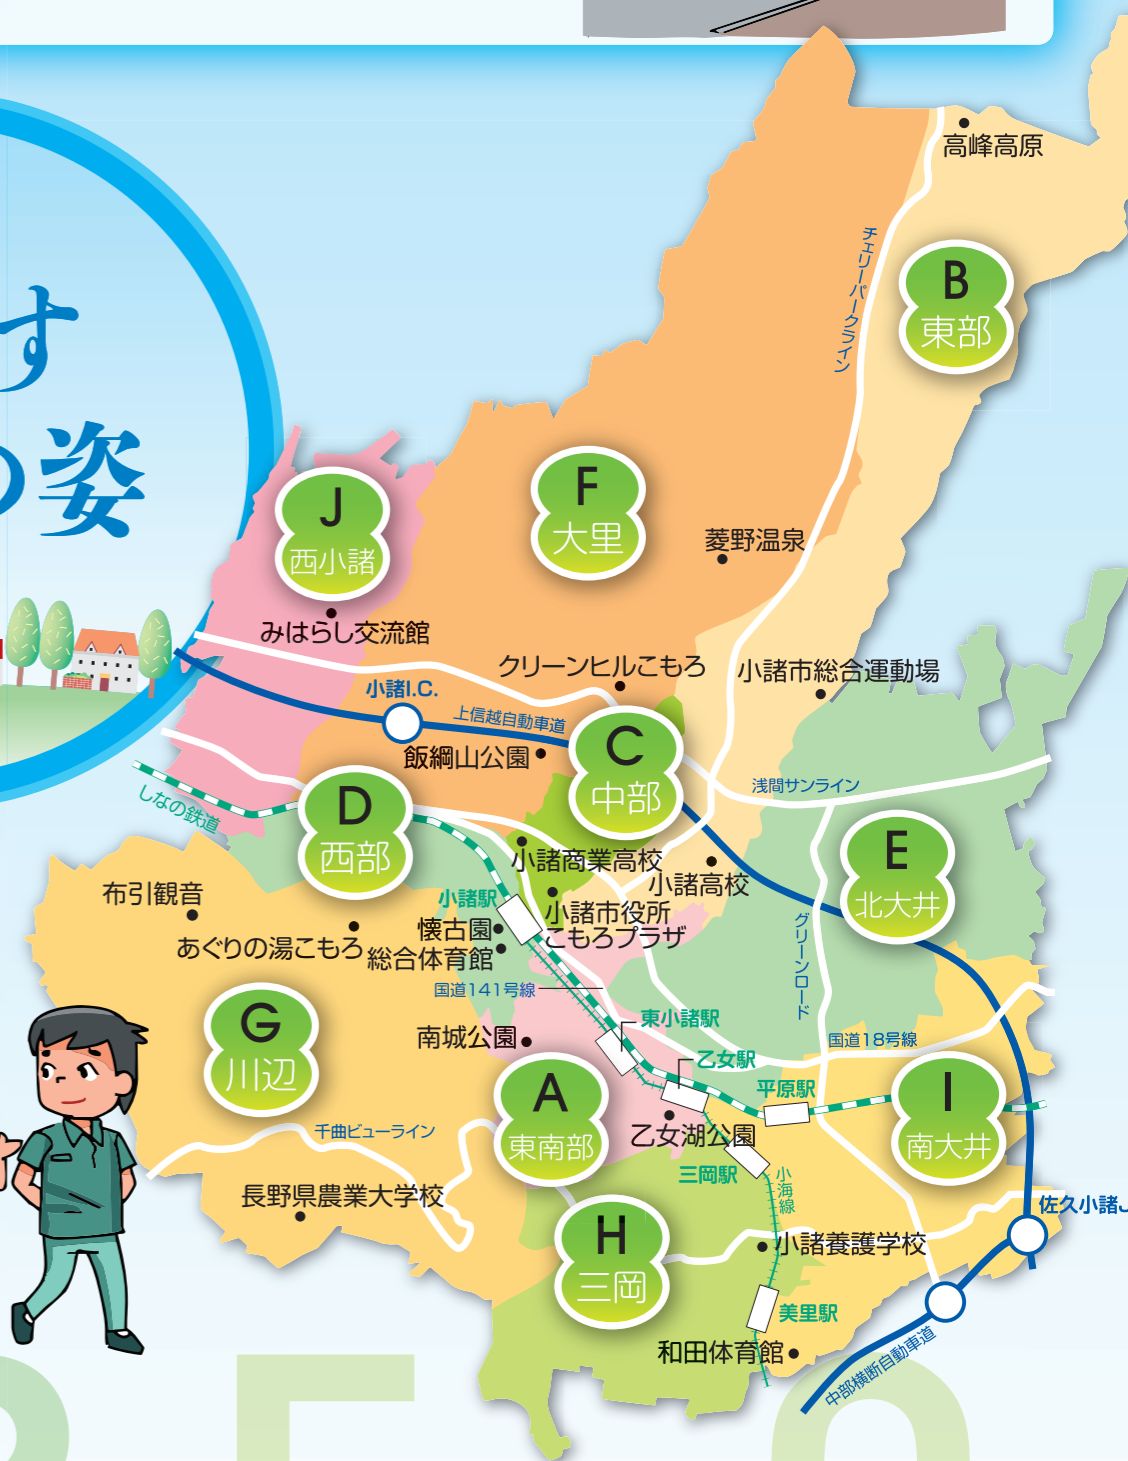 す
の姿
高峰高原
チェリーパークライン
B
東部
F
大里
J
西小諸
菱野温泉
みはらし交流館
クリーンヒルこもろ
小諸市総合運動場
小諸I.C.
上信越自動車道
飯綱山公園
C
中部
浅間サンライン
しなの鉄道
D
西部
小諸商業高校
小諸高校
E
北大井
布引観音
小諸駅
小諸市役所
こもろプラザ
懐古園
あぐりの湯こもろ
総合体育館
グリーンロード
国道141号線
G
川辺
東小諸駅
南城公園
国道18号線
乙女駅
平原駅
A
東南部
I
南大井
千曲ビューライン
乙女湖公園
三岡駅
小海線
長野県農業大学校
佐久小諸J
H
三岡
小諸養護学校
美里駅
和田体育館
中部横断自動車道